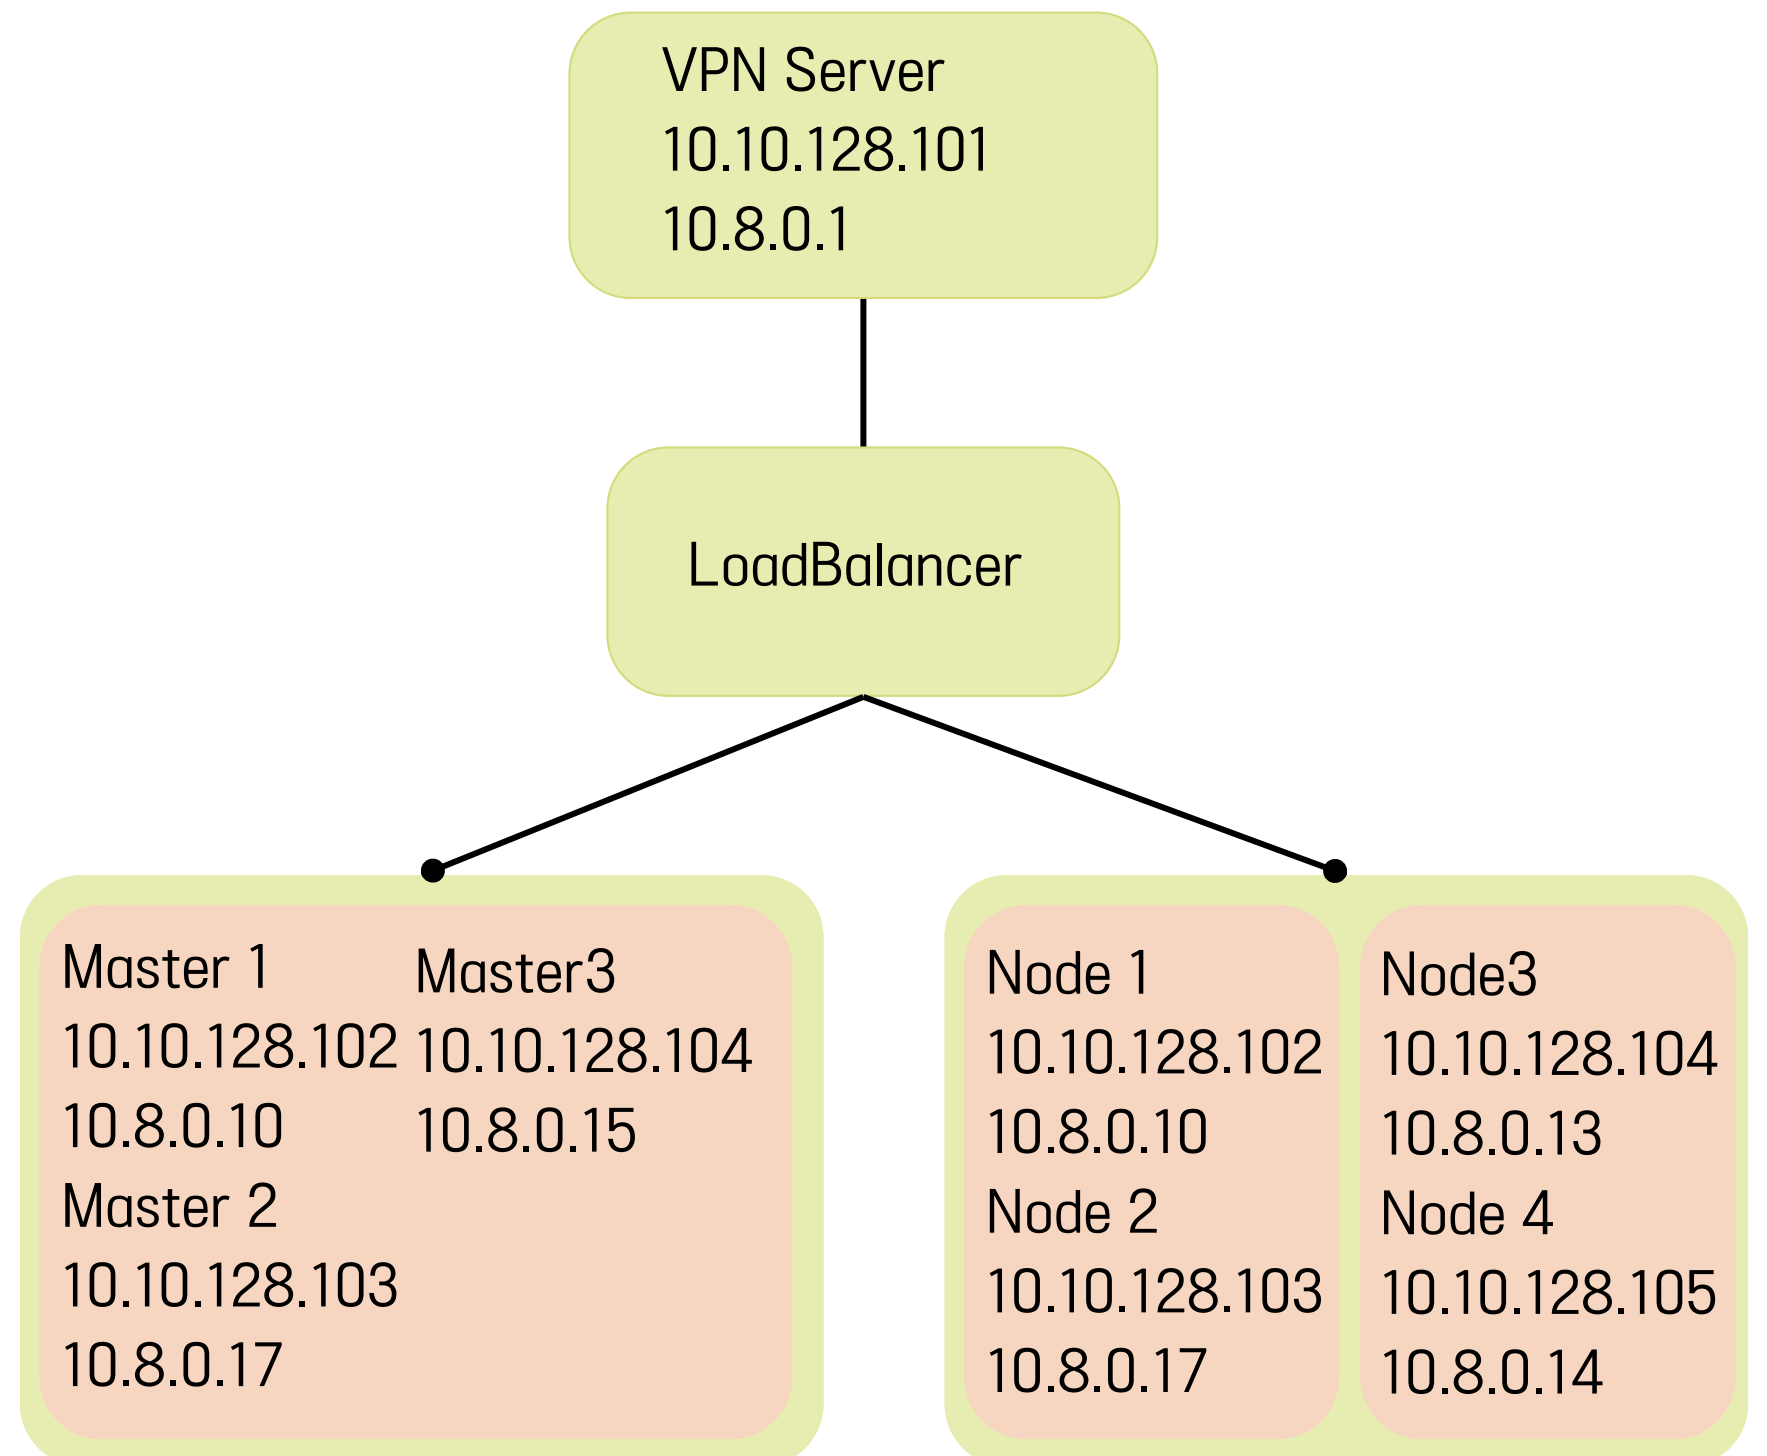 VPN Server
10.10.128.101
10.8.0.1
LoadBalancer
Master 1
10.10.128.102
10.8.0.10
Master 2
10.10.128.103
10.8.0.17
Master3
10.10.128.104
10.8.0.15
Node 1
10.10.128.102
10.8.0.10
Node 2
10.10.128.103
10.8.0.17
Node3
10.10.128.104
10.8.0.13
Node 4
10.10.128.105
10.8.0.14